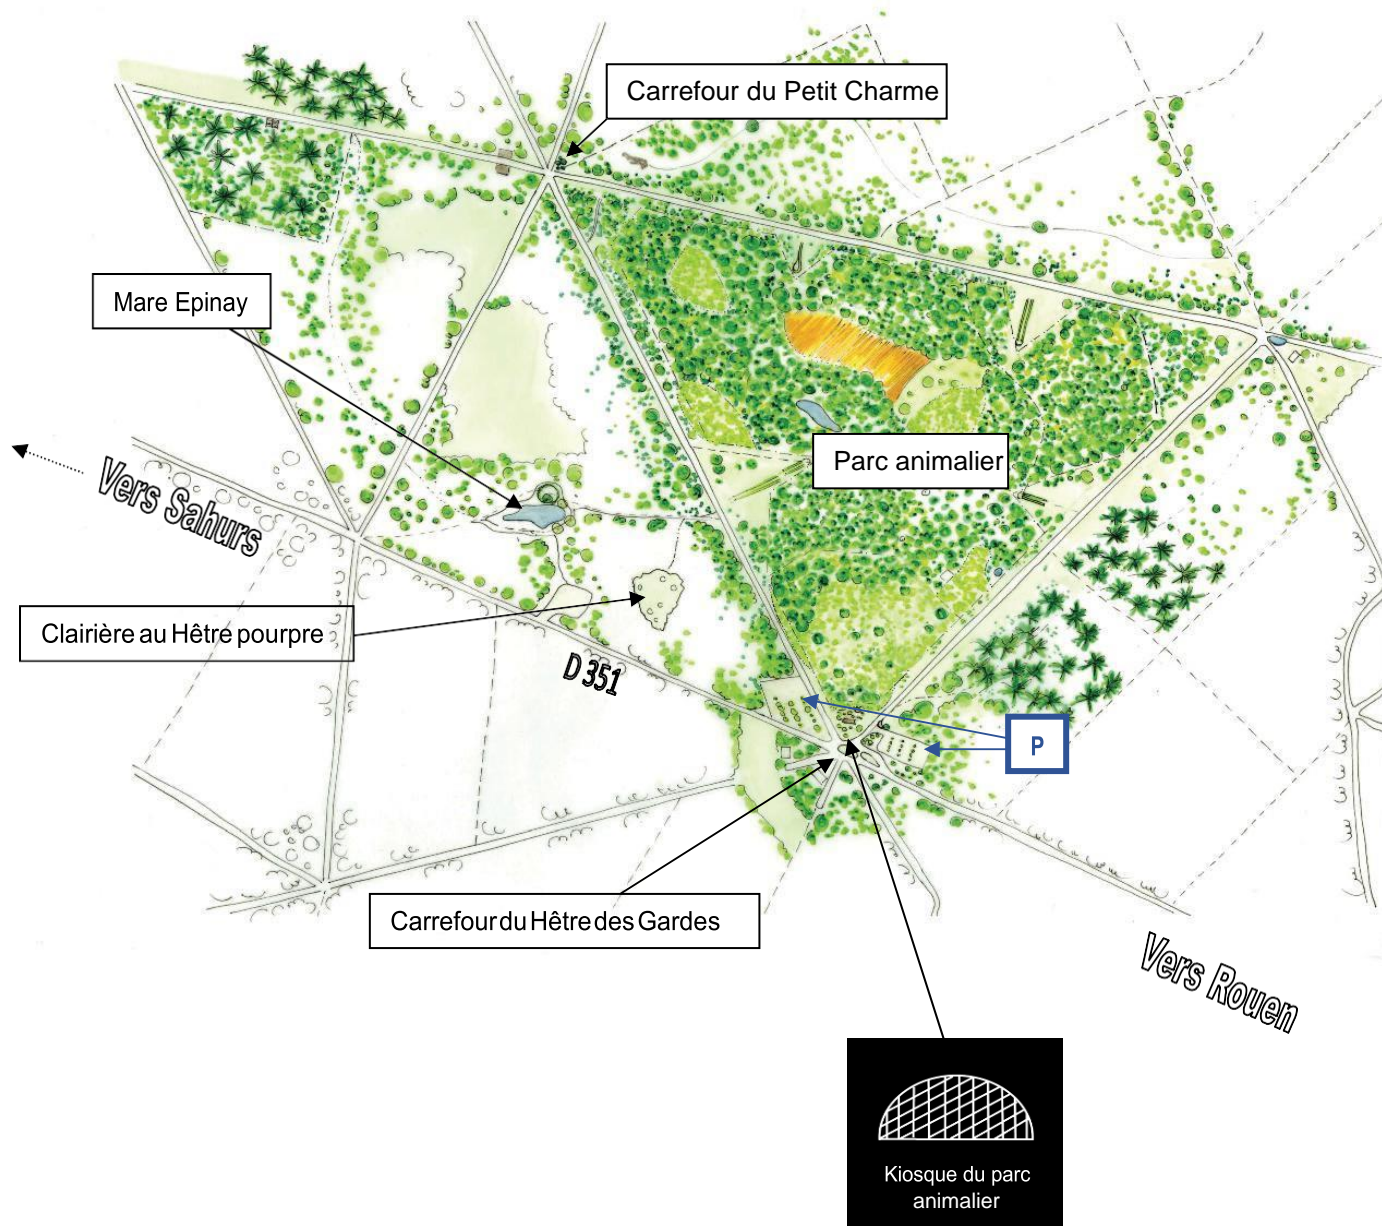 Carrefour du Petit Charme
Mare Epinay
Parc animalier
Vers Sahurs
Clairière au Hêtre pourpre
D 351
P
Carrefour du Hêtre des Gardes
Vers Rouen
Kiosque du parc
animalier